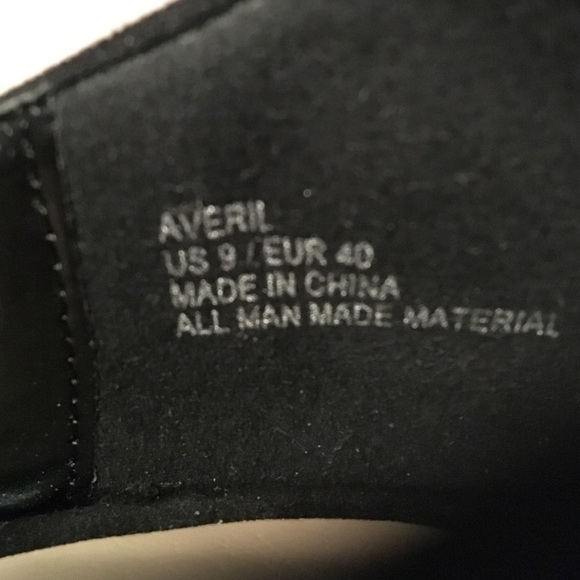 AVERIL
US 9 / EUR 40
MADE IN CHINA
ALL MAN MADE MATERIAL